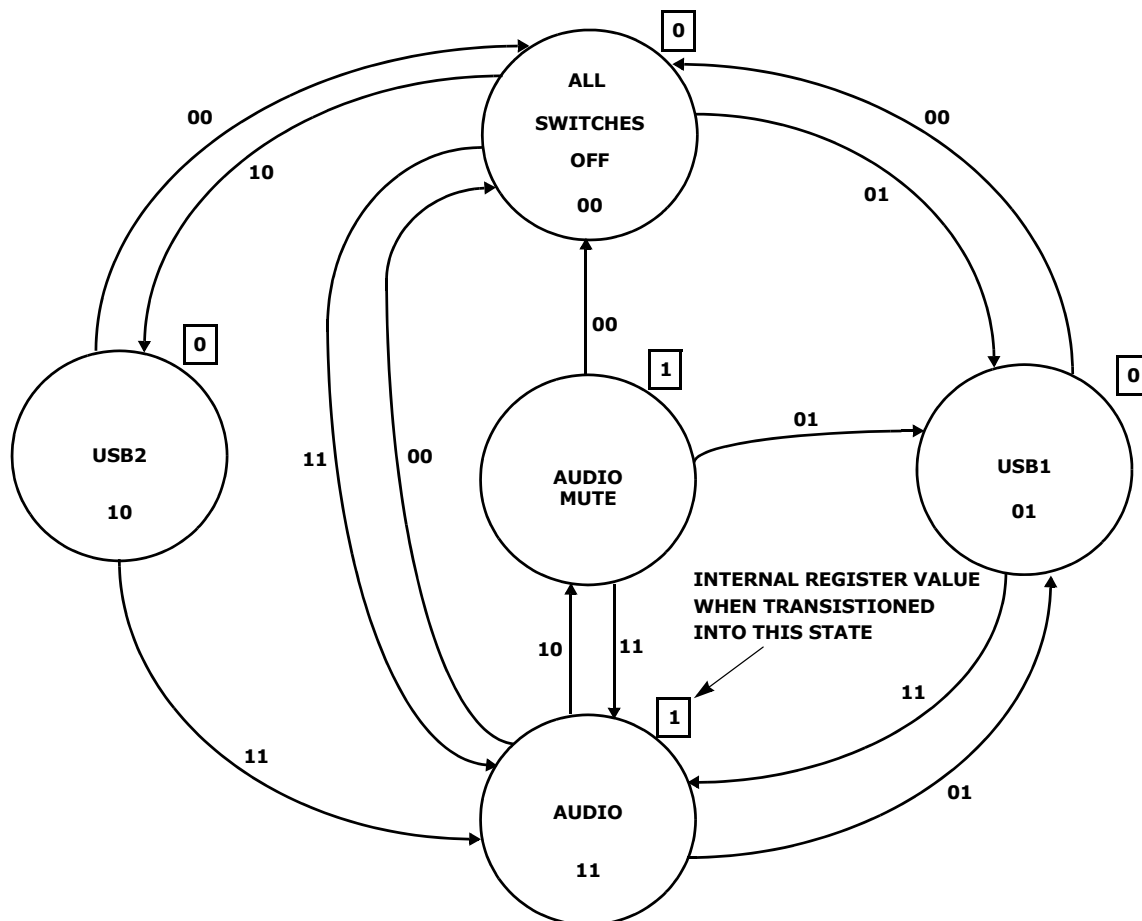 0
ALL
SWITCHES
OFF
00
00
10
01
00
0
USB2
10
11
00
00
1
AUDIO
MUTE
01
0
USB1
01
INTERNAL REGISTER VALUE
WHEN TRANSISTIONED
INTO THIS STATE
10
11
1
11
11
01
AUDIO
11